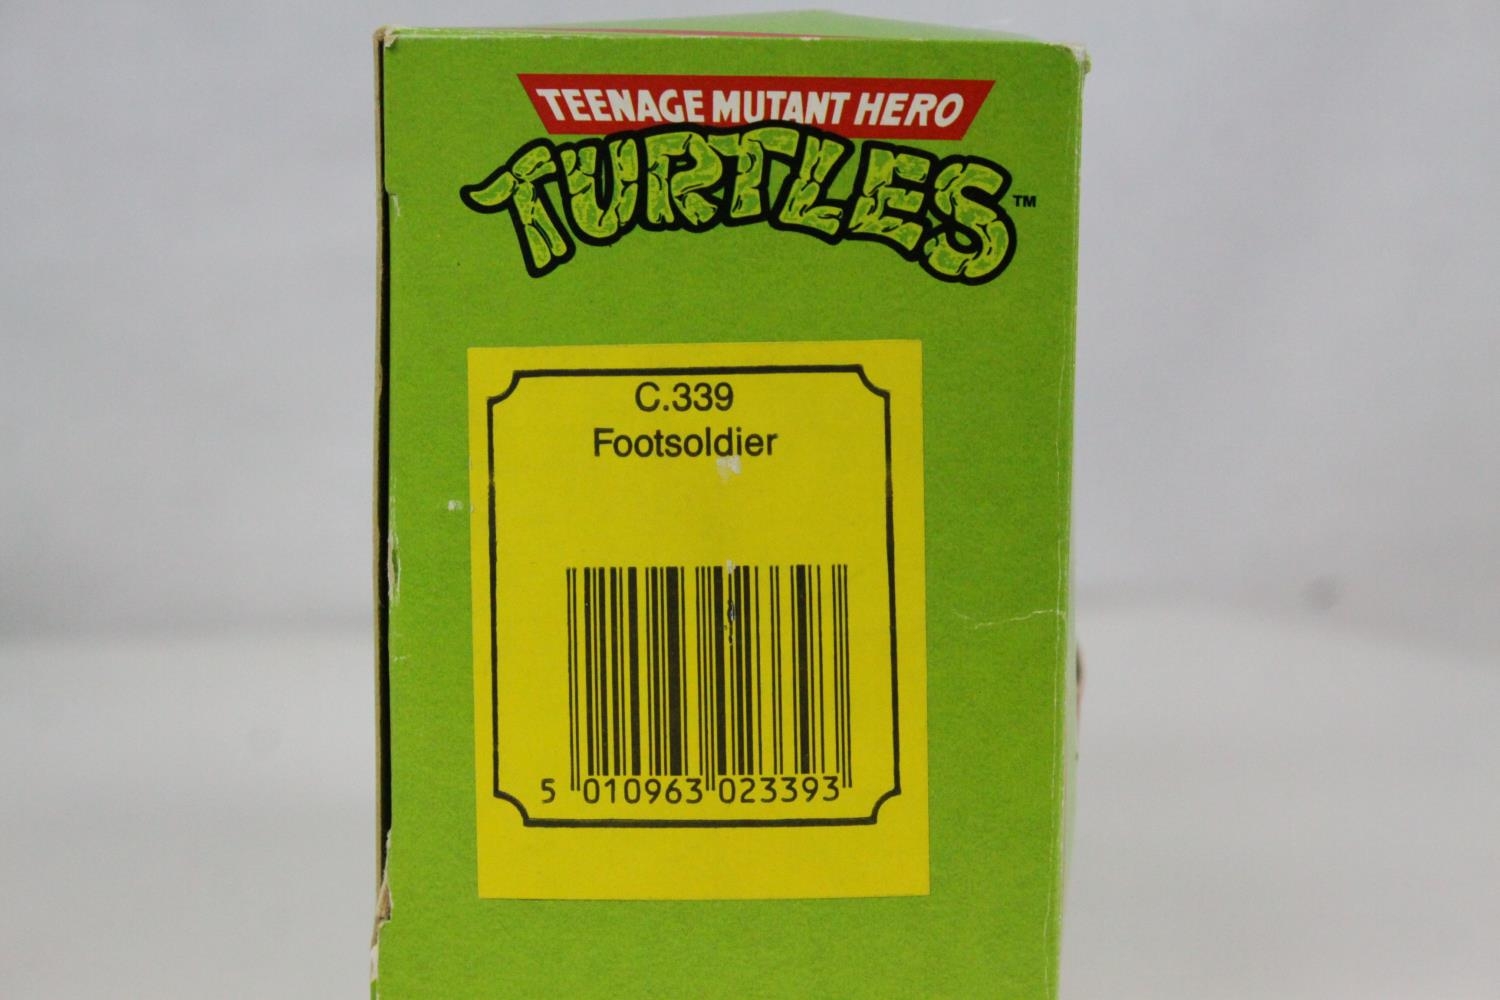 TEENAGE MUTANT HERO
TURTLES™
C.339
Footsoldier
5 010963 023393